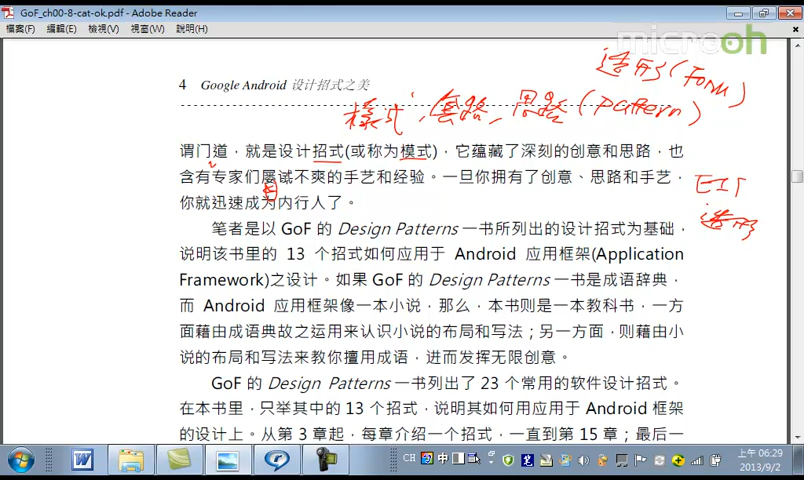 GoF_ch00-8-cat-ok.pdf - Adobe Reader
檔案(F) 編輯(E) 檢視(V) 視窗(W) 說明(H)
microoh
造形(Form)
4 Google Android 设计招式之美
樣式, 套路, 思路(pattern)
谓门道，就是设计招式(或称为模式)，它蕴藏了深刻的创意和思路，也
含有专家们屡试不爽的手艺和经验。一旦你拥有了创意、思路和手艺，
EIT
造形
你就迅速成为内行人了。
笔者是以 GoF 的 Design Patterns 一书所列出的设计招式为基础，
说明该书里的 13 个招式如何应用于 Android 应用框架(Application
Framework)之设计。如果 GoF 的 Design Patterns 一书是成语辞典，
而 Android 应用框架像一本小说，那么，本书则是一本教科书，一方
面藉由成语典故之运用来认识小说的布局和写法；另一方面，则藉由小
说的布局和写法来教你擅用成语，进而发挥无限创意。
GoF 的 Design Patterns 一书列出了 23 个常用的软件设计招式。
在本书里，只举其中的 13 个招式，说明其如何用应用于 Android 框架
的设计上。从第 3 章起，每章介绍一个招式，一直到第 15 章；最后一
CH 中 上午 06:29
2013/9/2